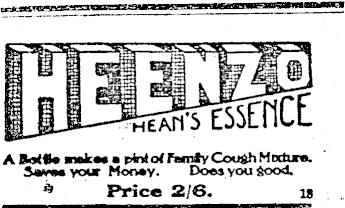 HEENZO
HEAN'S ESSENCE
A Bottle makes a pint of Family Cough Mixture.
Saves your Money. Does you good.
Price 2/6. 18